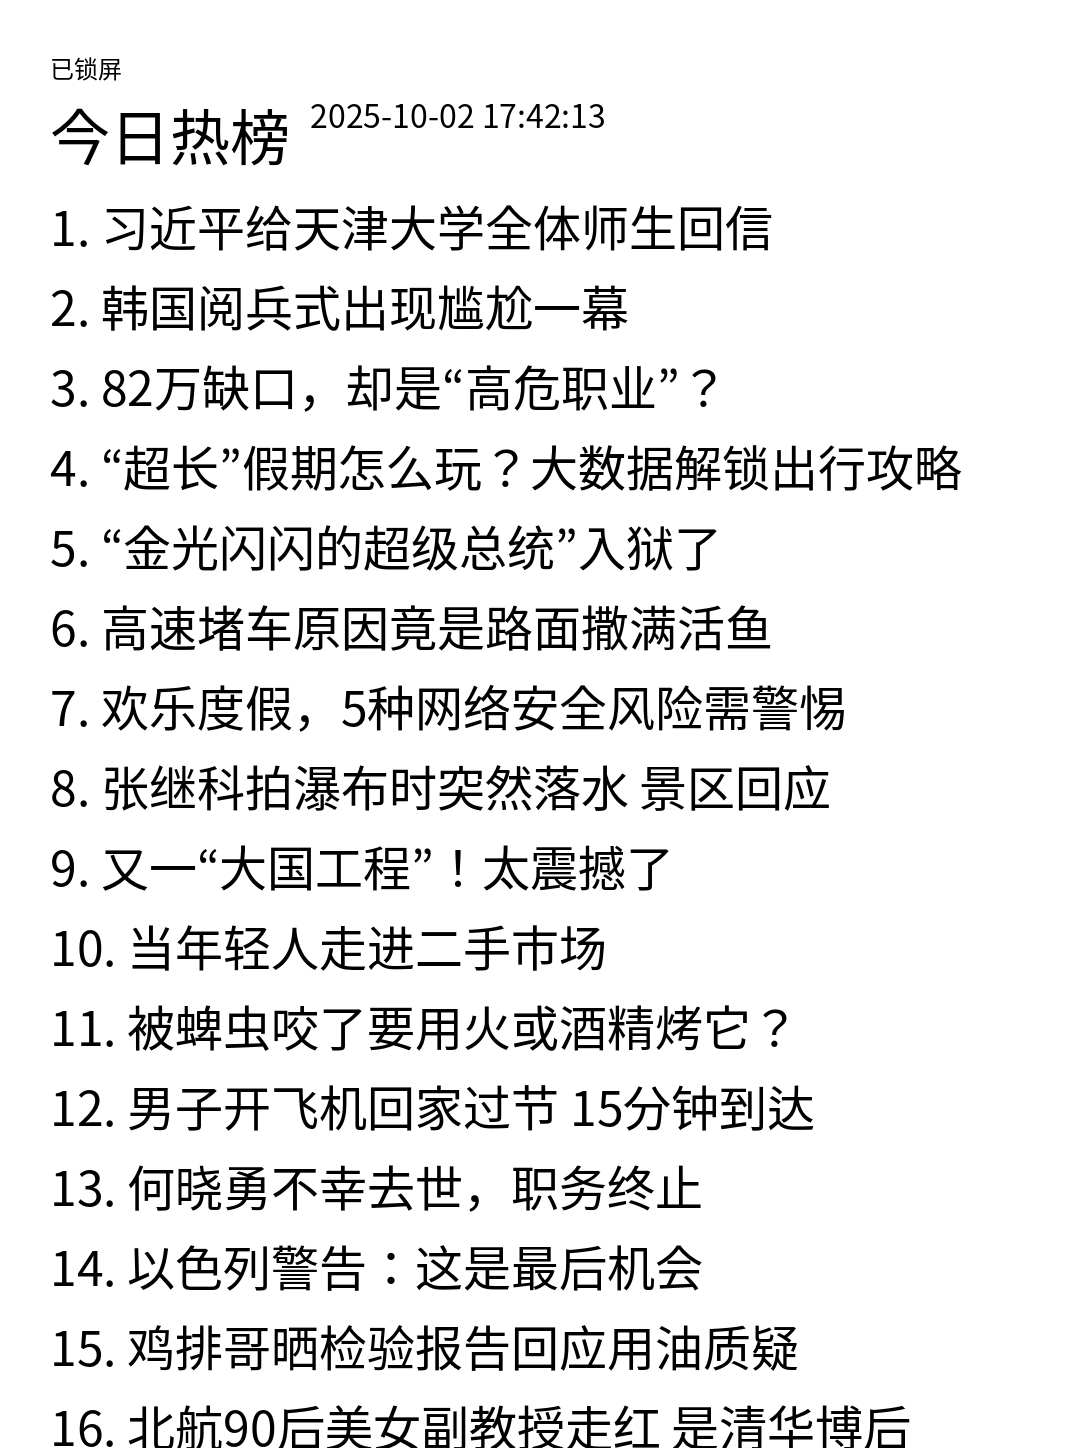 已锁屏
今日热榜 2025-10-02 17:42:13
1. 习近平给天津大学全体师生回信
2. 韩国阅兵式出现尴尬一幕
3. 82万缺口，却是“高危职业”？
4. “超长”假期怎么玩？大数据解锁出行攻略
5. “金光闪闪的超级总统”入狱了
6. 高速堵车原因竟是路面撒满活鱼
7. 欢乐度假，5种网络安全风险需警惕
8. 张继科拍瀑布时突然落水 景区回应
9. 又一“大国工程”！太震撼了
10. 当年轻人走进二手市场
11. 被蜱虫咬了要用火或酒精烤它？
12. 男子开飞机回家过节 15分钟到达
13. 何晓勇不幸去世，职务终止
14. 以色列警告：这是最后机会
15. 鸡排哥晒检验报告回应用油质疑
16. 北航90后美女副教授走红 是清华博后